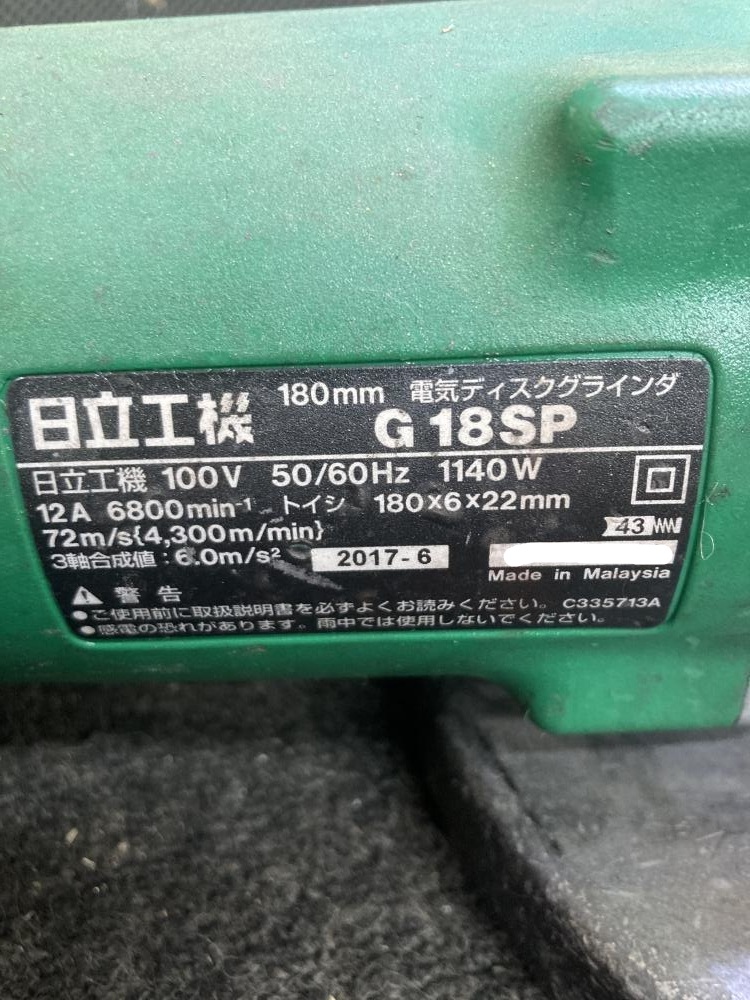 日立工機 180mm 電気ディスクグラインダ
G 18SP
日立工機 100V 50/60Hz 1140W
12A 6800min⁻¹ トイシ 180×6×22mm
72m/s{4,300m/min} 43
3軸合成値:6.0m/s² 2017-6
Made in Malaysia
警告
●ご使用前に取扱説明書を必ずよくお読みください。 C335713A
●感電の恐れがあります。雨中では使用しないでください。